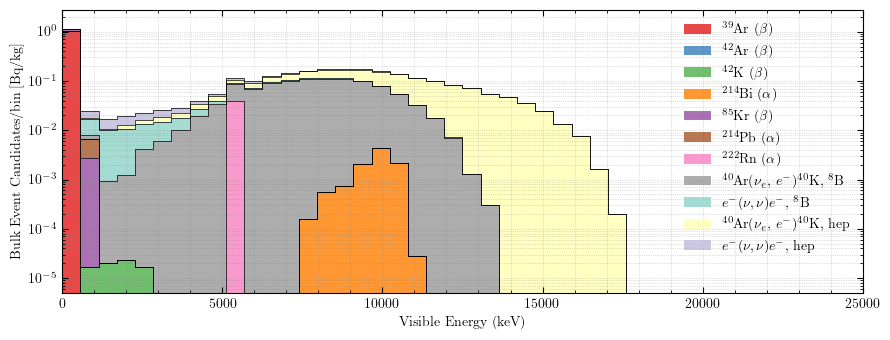 Bulk Event Candidates/bin [Bq/kg]
10⁰
10⁻¹
10⁻²
10⁻³
10⁻⁴
10⁻⁵
³⁹Ar (β)
⁴²Ar (β)
⁴²K (β)
²¹⁴Bi (α)
⁸⁵Kr (β)
²¹⁴Pb (α)
²²²Rn (α)
⁴⁰Ar(νₑ, e⁻)⁴⁰K, ⁸B
e⁻(ν, ν)e⁻, ⁸B
⁴⁰Ar(νₑ, e⁻)⁴⁰K, hep
e⁻(ν, ν)e⁻, hep
0 5000 10000 15000 20000 25000
Visible Energy (keV)